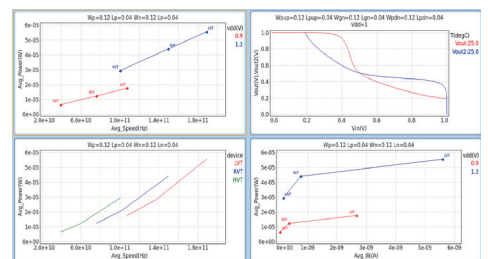 Wp=0.12 Lp=0.04 Wn=0.12 Ln=0.04
vdd(V)
0.9
1.2
Avg_Power(W)
6e-05
5e-05
4e-05
3e-05
2e-05
1e-05
0e+00
LVT
RVT
HVT
LVT
RVT
HVT
2.0e+10
6.0e+10
1.0e+11
1.4e+11
1.8e+11
Avg_Speed(Hz)
Wpup=0.12 Lpup=0.04 Wgn=0.12 Lgn=0.04 Wpdn=0.12 Lpdn=0.04
Vdd=1
T(degC)
Vout:25.0
Vout2:25.0
Vout(V),Vout2(V)
1.0
0.8
0.6
0.4
0.2
0.0
0.0
0.2
0.4
0.6
0.8
1.0
Vin(V)
Wp=0.12 Lp=0.04 Wn=0.12 Ln=0.04
device
LVT
RVT
HVT
Avg_Power(W)
6e-05
5e-05
4e-05
3e-05
2e-05
1e-05
0e+00
2.0e+10
6.0e+10
1.0e+11
1.4e+11
1.8e+11
Avg_Speed(Hz)
Wp=0.12 Lp=0.04 Wn=0.12 Ln=0.04
vdd(V)
0.9
1.2
Avg_Power(W)
6e-05
5e-05
4e-05
3e-05
2e-05
1e-05
0e+00
LVT
RVT
HVT
LVT
RVT
HVT
0e+00
1e-09
2e-09
3e-09
4e-09
5e-09
6e-09
Avg_llk(A)